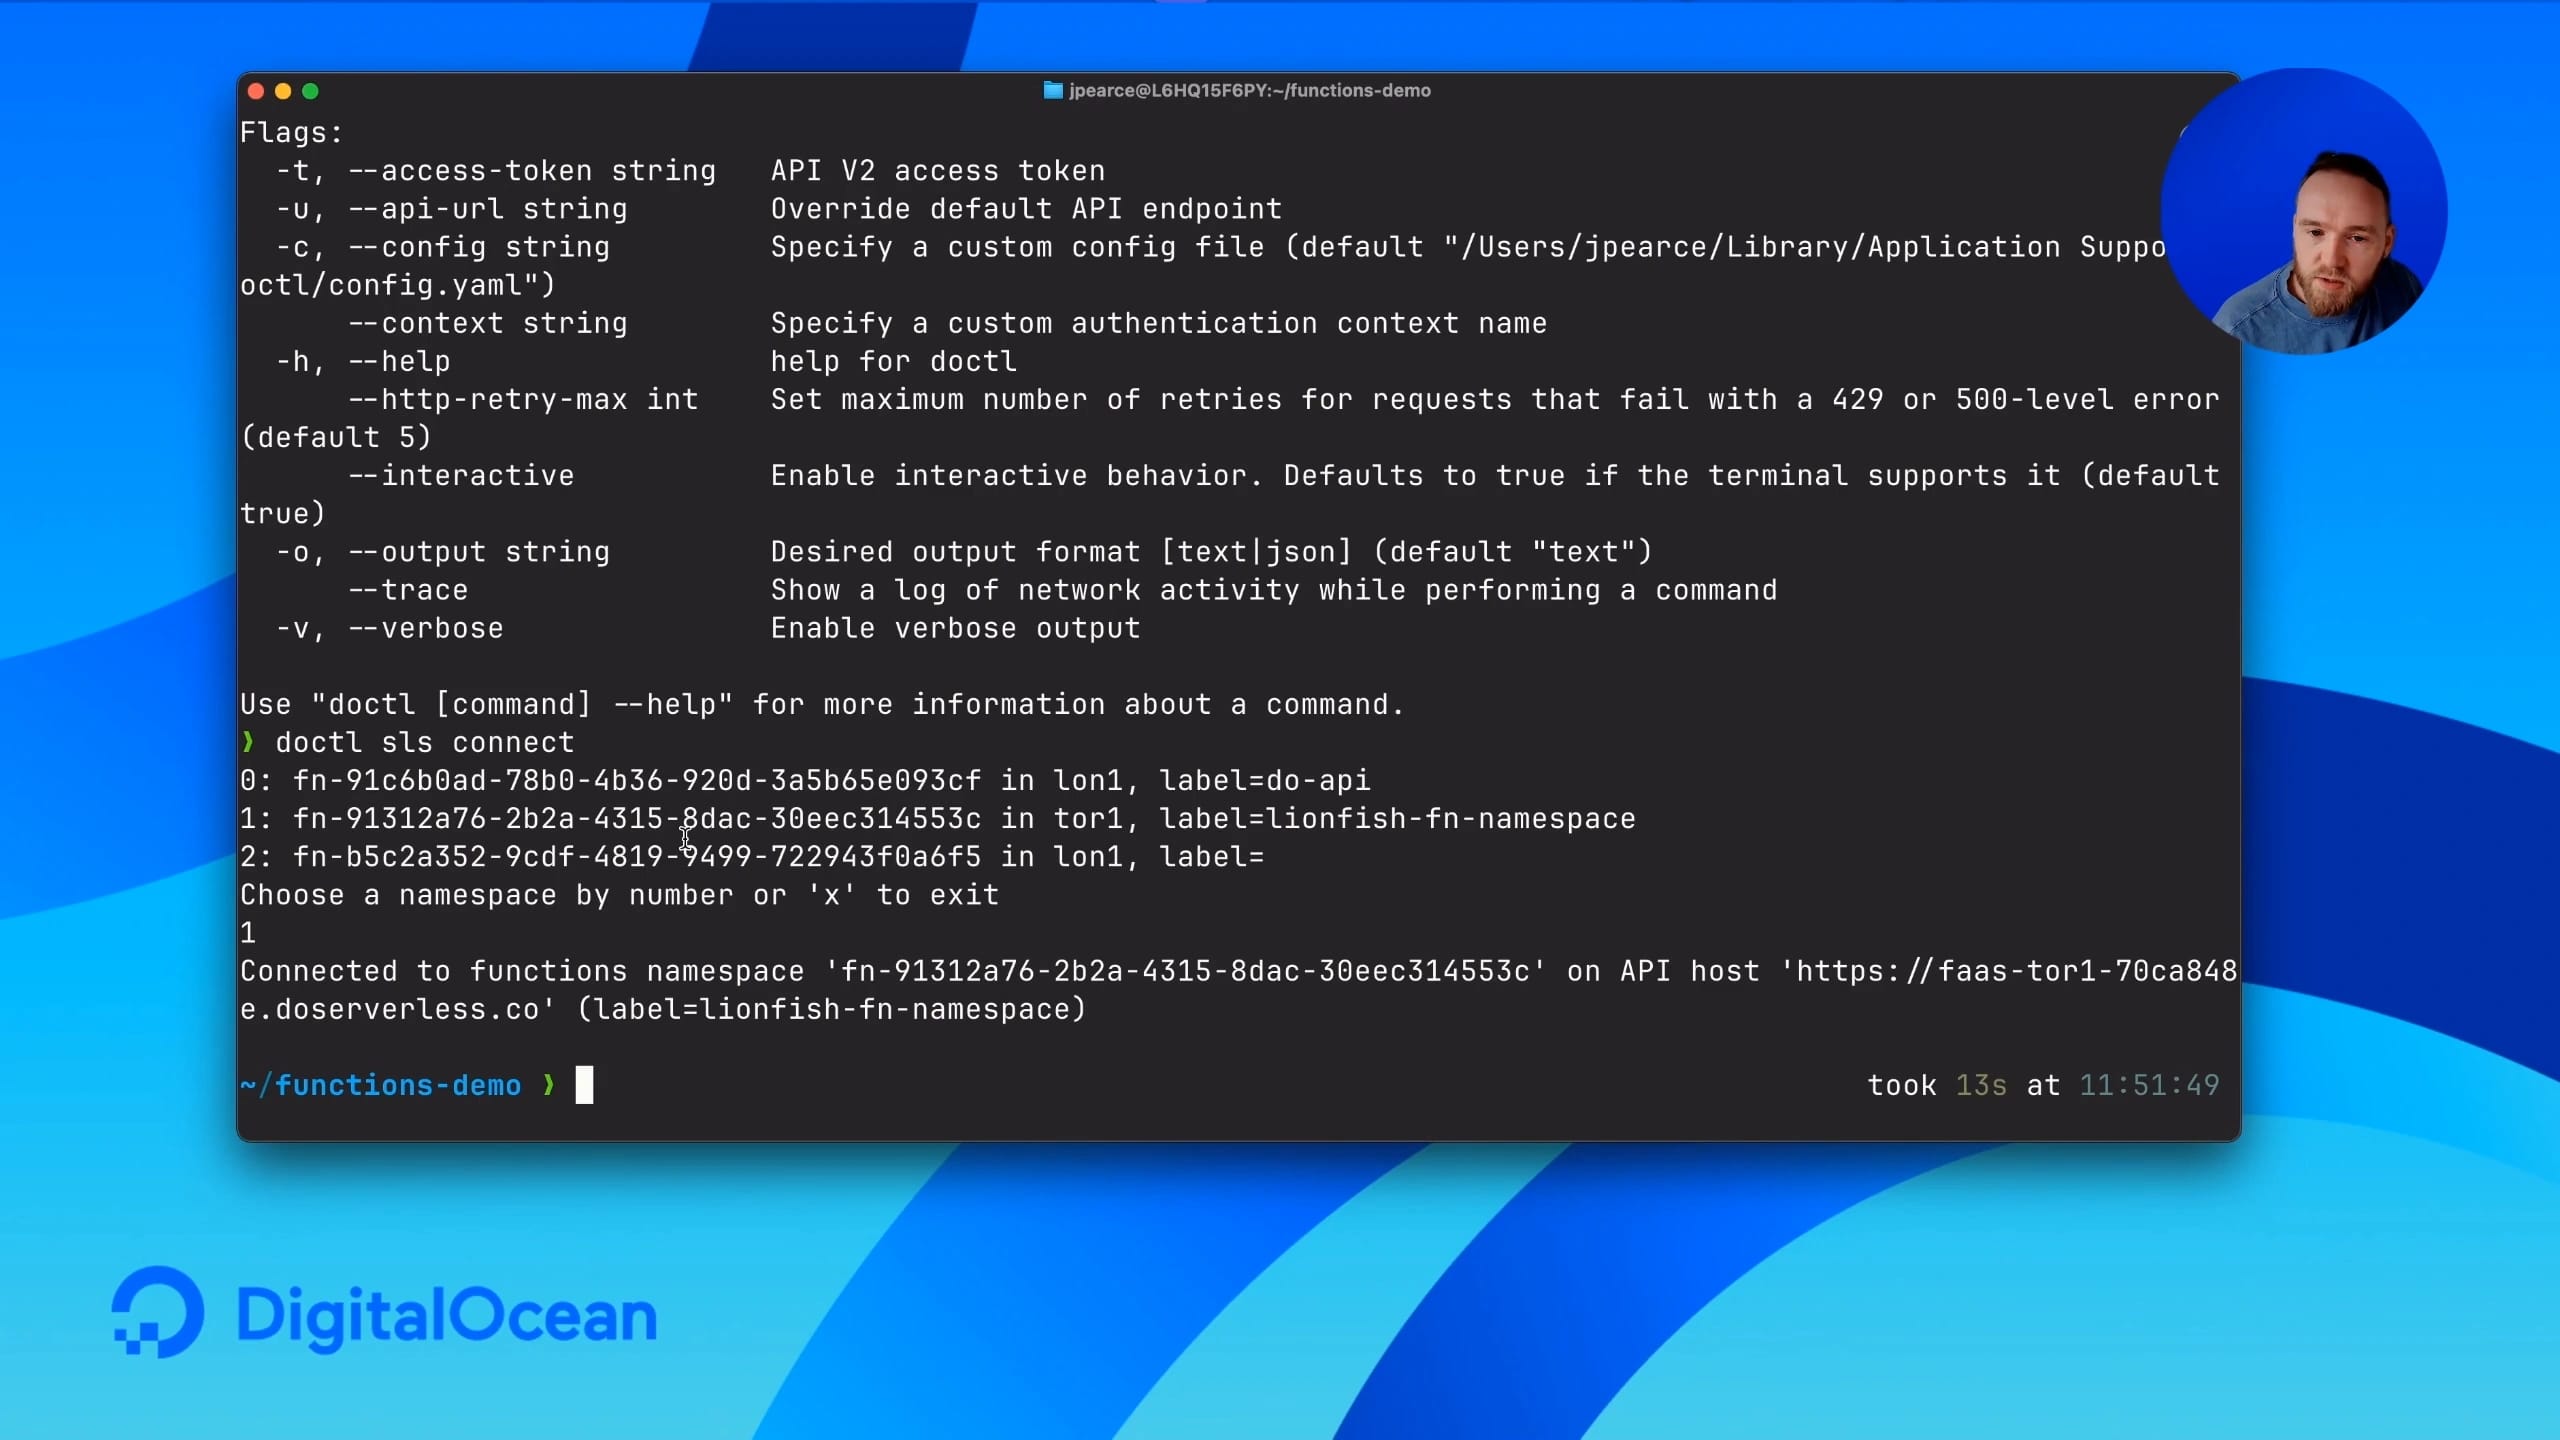 jpearce@L6HQ15F6PY:~/functions-demo
Flags:
-t, --access-token string API V2 access token
-u, --api-url string Override default API endpoint
-c, --config string Specify a custom config file (default "/Users/jpearce/Library/Application Suppo
octl/config.yaml")
--context string Specify a custom authentication context name
-h, --help help for doctl
--http-retry-max int Set maximum number of retries for requests that fail with a 429 or 500-level error
(default 5)
--interactive Enable interactive behavior. Defaults to true if the terminal supports it (default
true)
-o, --output string Desired output format [text|json] (default "text")
--trace Show a log of network activity while performing a command
-v, --verbose Enable verbose output
Use "doctl [command] --help" for more information about a command.
❯ doctl sls connect
0: fn-91c6b0ad-78b0-4b36-920d-3a5b65e093cf in lon1, label=do-api
1: fn-91312a76-2b2a-4315-8dac-30eec314553c in tor1, label=lionfish-fn-namespace
2: fn-b5c2a352-9cdf-4819-9499-722943f0a6f5 in lon1, label=
Choose a namespace by number or 'x' to exit
1
Connected to functions namespace 'fn-91312a76-2b2a-4315-8dac-30eec314553c' on API host 'https://faas-tor1-70ca848
e.doserverless.co' (label=lionfish-fn-namespace)
~/functions-demo ❯ took 13s at 11:51:49
DigitalOcean